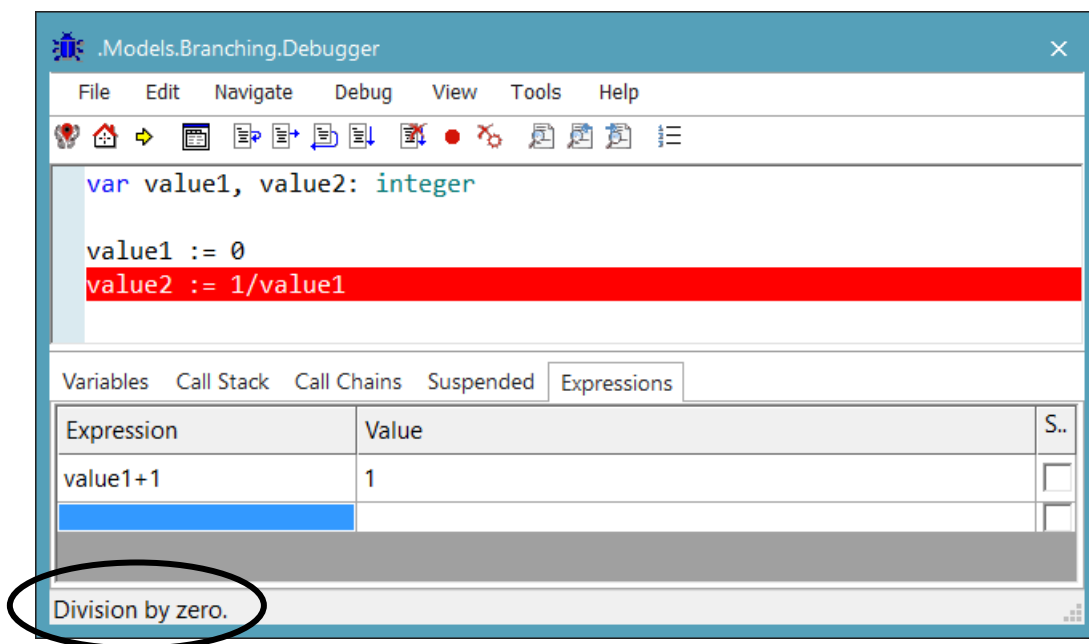 .Models.Branching.Debugger
File Edit Navigate Debug View Tools Help
var value1, value2: integer
value1 := 0
value2 := 1/value1
Variables Call Stack Call Chains Suspended Expressions
Expression Value S..
value1+1 1
Division by zero.